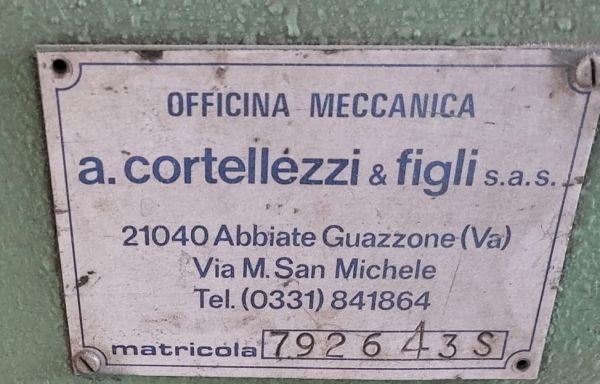 OFFICINA MECCANICA
a. cortellezzi & figli s.a.s.
21040 Abbiate Guazzone (Va)
Via M. San Michele
Tel. (0331) 841864
matricola 792643S